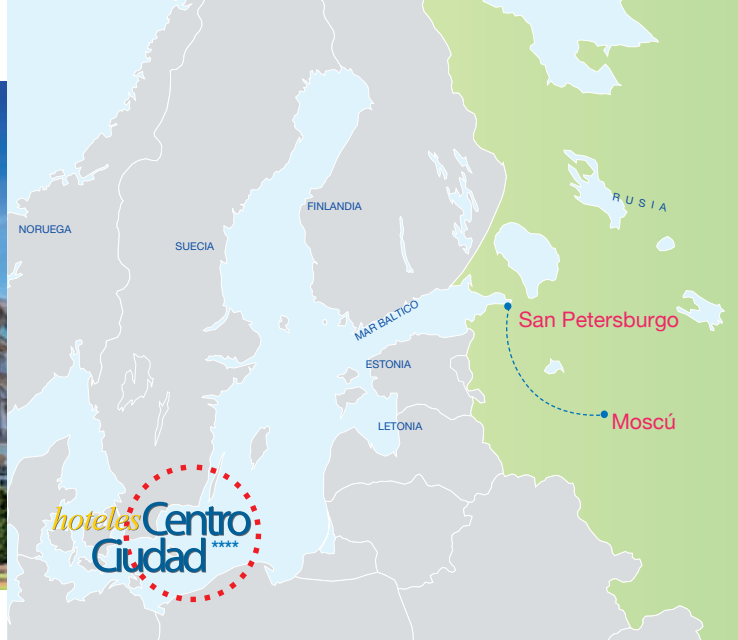 RUSIA
FINLANDIA
NORUEGA
SUECIA
MAR BALTICO
San Petersburgo
ESTONIA
Moscú
LETONIA
hoteles Centro
Ciudad ****